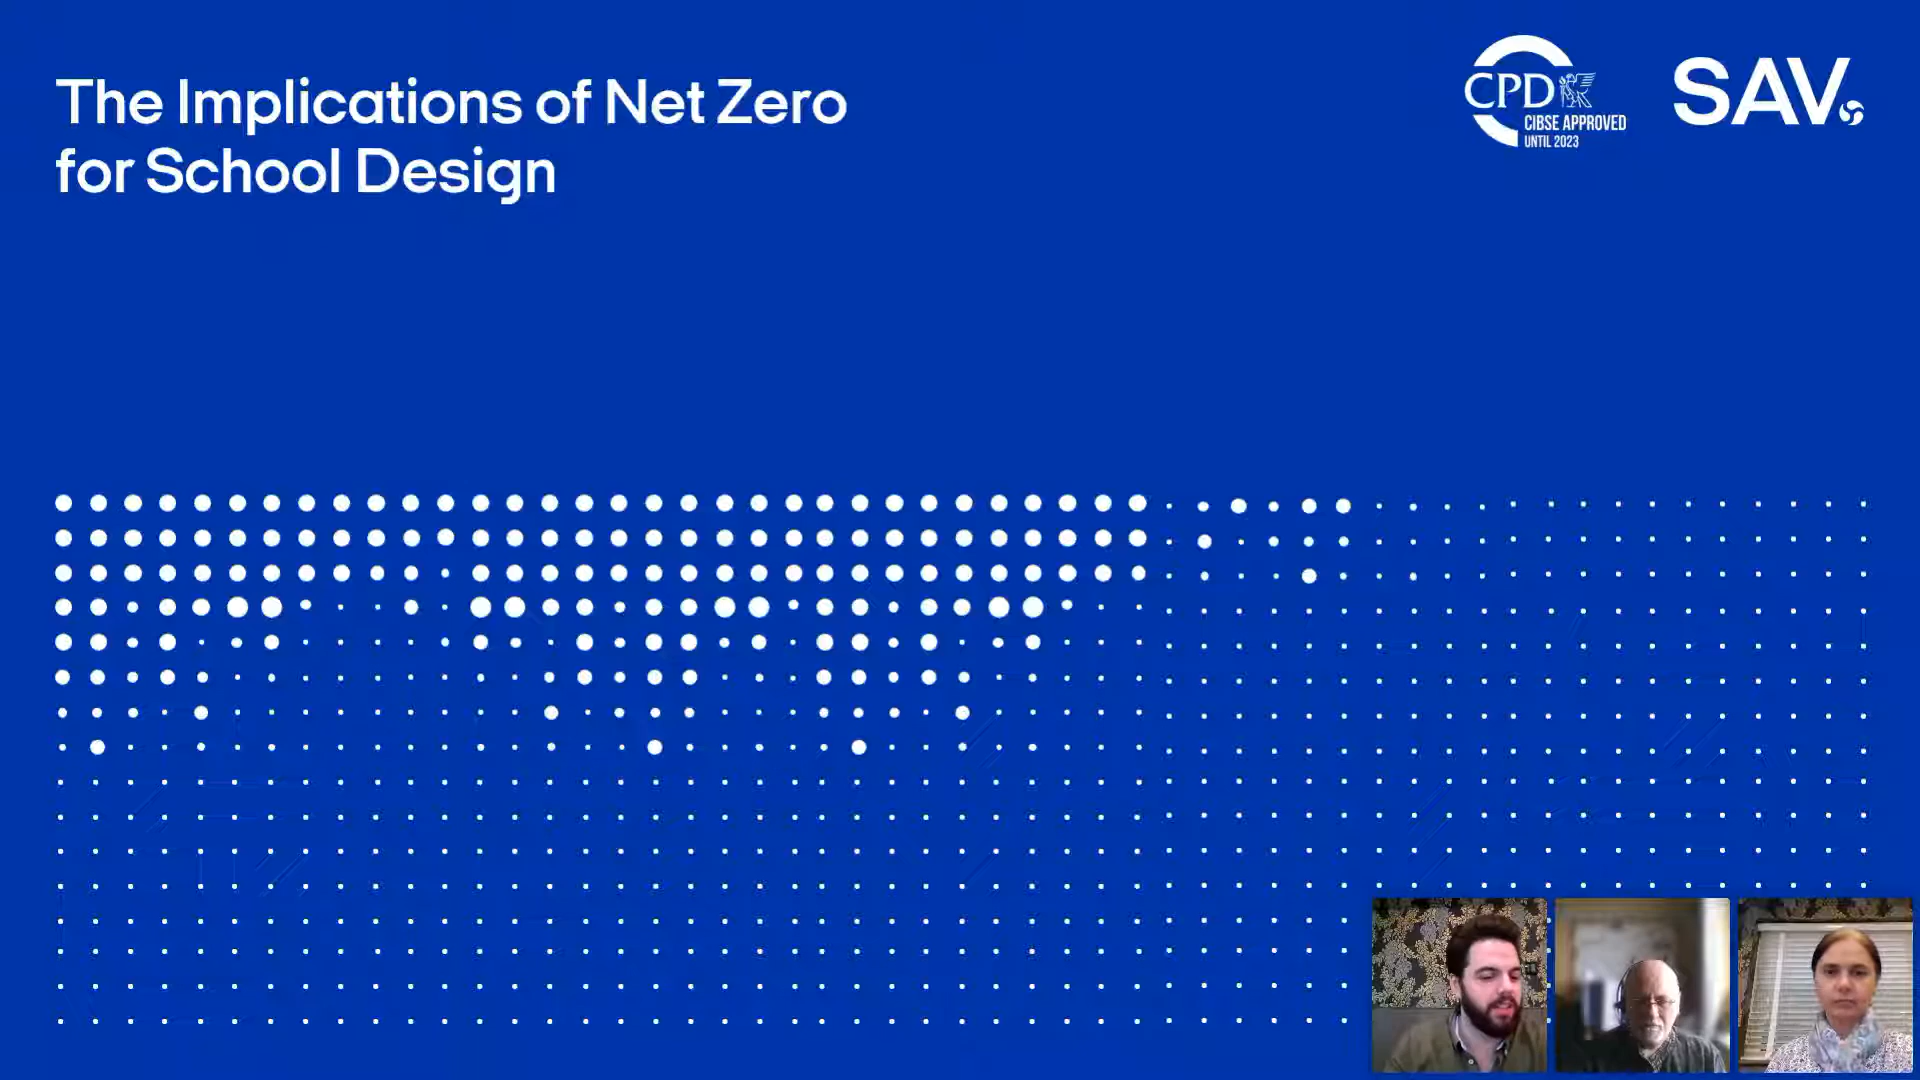 The Implications of Net Zero
for School Design
CPD
CIBSE APPROVED
UNTIL 2023
SAV